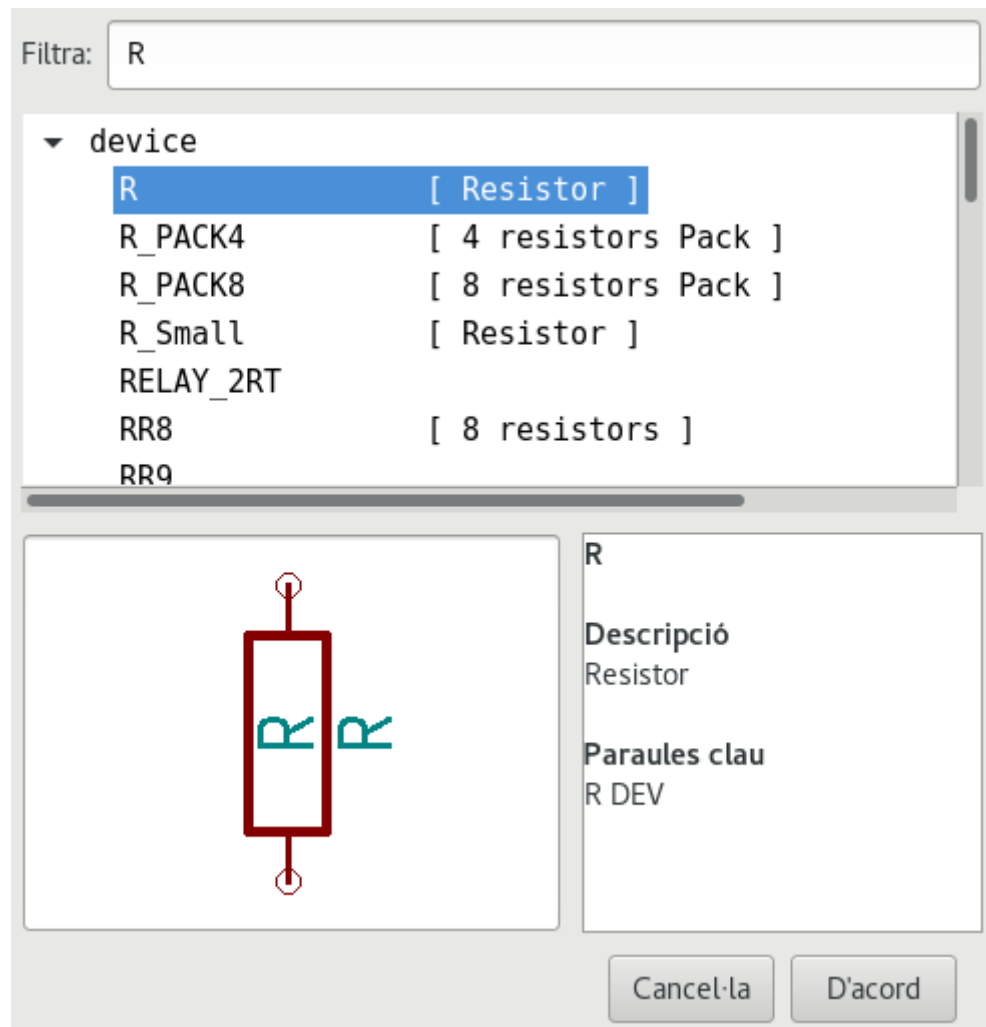 Filtra: R
device
R [ Resistor ]
R_PACK4 [ 4 resistors Pack ]
R_PACK8 [ 8 resistors Pack ]
R_Small [ Resistor ]
RELAY_2RT
RR8 [ 8 resistors ]
RR9
R R
R
Descripció
Resistor
Paraules clau
R DEV
Cancel·la D'acord